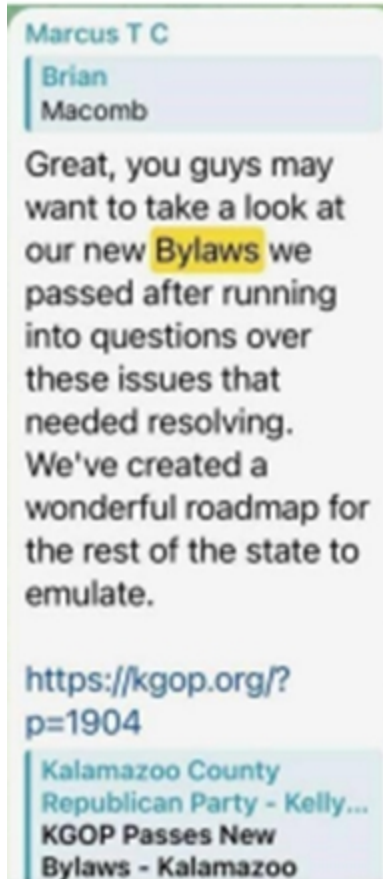 Marcus T C
Brian
Macomb
Great, you guys may
want to take a look at
our new Bylaws we
passed after running
into questions over
these issues that
needed resolving.
We've created a
wonderful roadmap for
the rest of the state to
emulate.
https://kgop.org/?
p=1904
Kalamazoo County
Republican Party - Kelly...
KGOP Passes New
Bylaws - Kalamazoo